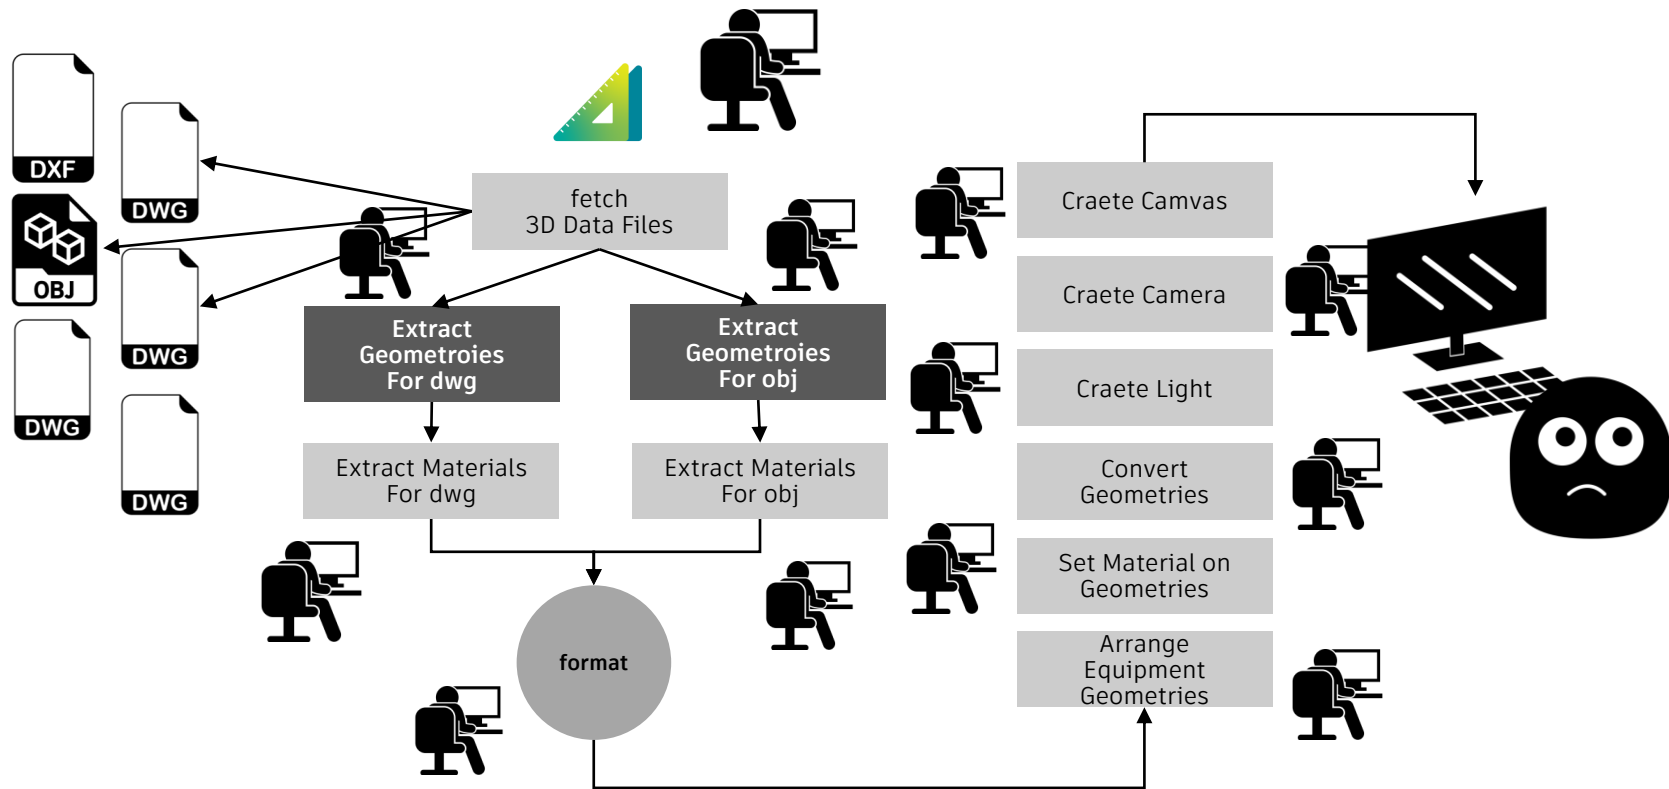 DXF
DWG
OBJ
DWG
DWG
DWG
fetch
3D Data Files
Extract
Geometroies
For dwg
Extract
Geometroies
For obj
Extract Materials
For dwg
Extract Materials
For obj
format
Craete Camvas
Craete Camera
Craete Light
Convert
Geometries
Set Material on
Geometries
Arrange
Equipment
Geometries